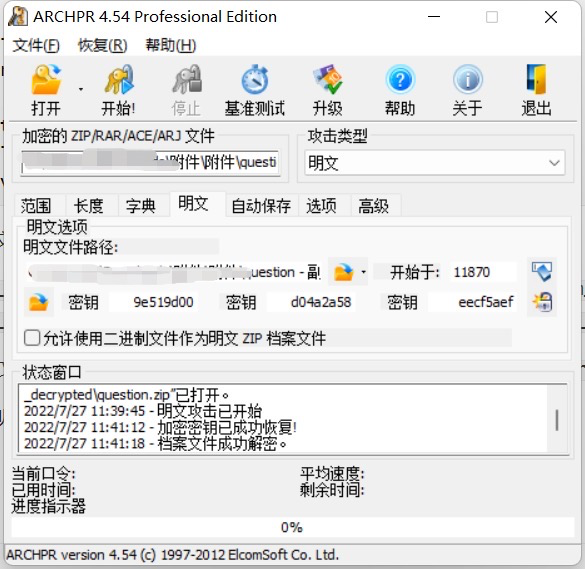 ARCHPR 4.54 Professional Edition
文件(F) 恢复(R) 帮助(H)
打开 开始! 停止 基准测试 升级 帮助 关于 退出
加密的 ZIP/RAR/ACE/ARJ 文件 攻击类型
\附件\附件\questi 明文
范围 长度 字典 明文 自动保存 选项 高级
明文选项
明文文件路径:
question - 副 开始于: 11870
密钥 9e519d00 密钥 d04a2a58 密钥 eecf5aef
允许使用二进制文件作为明文 ZIP 档案文件
状态窗口
_decrypted\question.zip"已打开。
2022/7/27 11:39:45 - 明文攻击已开始
2022/7/27 11:41:12 - 加密密钥已成功恢复!
2022/7/27 11:41:18 - 档案文件成功解密。
当前口令: 平均速度:
已用时间: 剩余时间:
进度指示器
0%
ARCHPR version 4.54 (c) 1997-2012 ElcomSoft Co. Ltd.